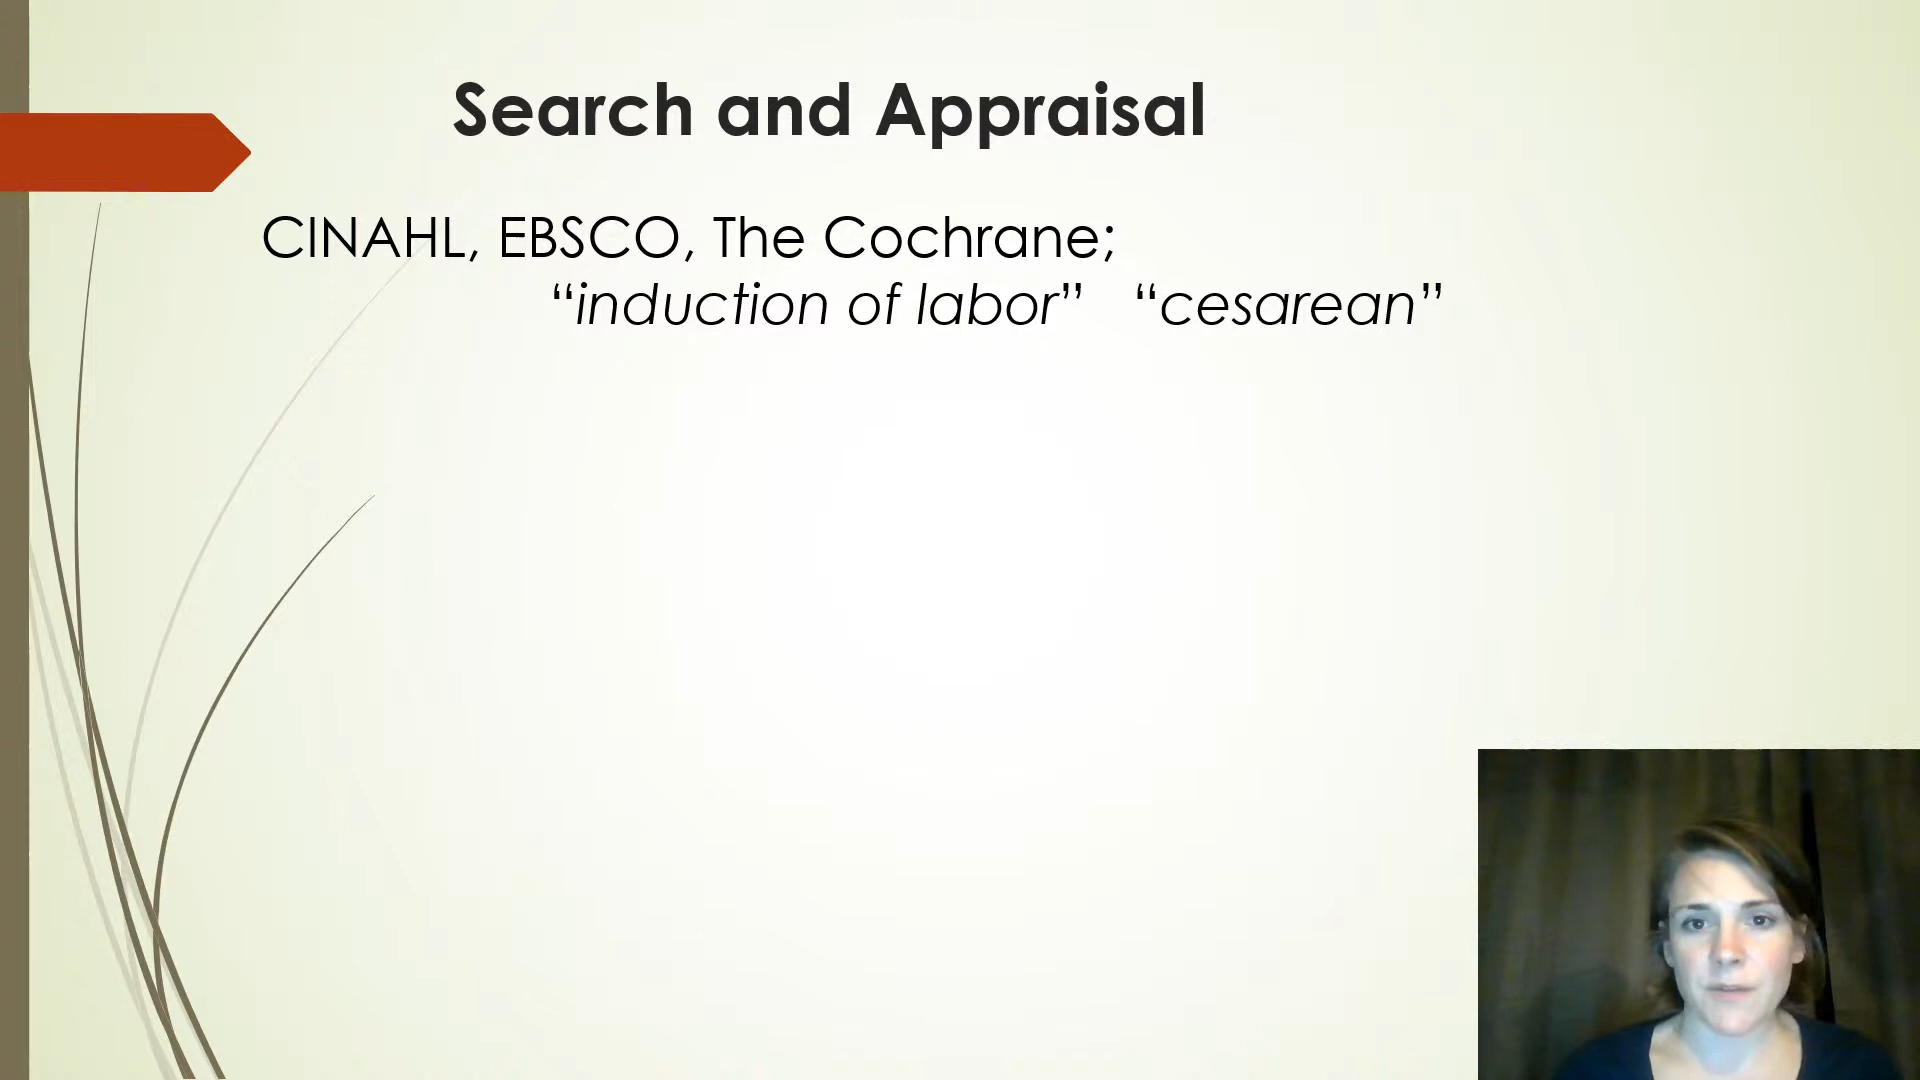 Search and Appraisal
CINAHL, EBSCO, The Cochrane;
“induction of labor” “cesarean”